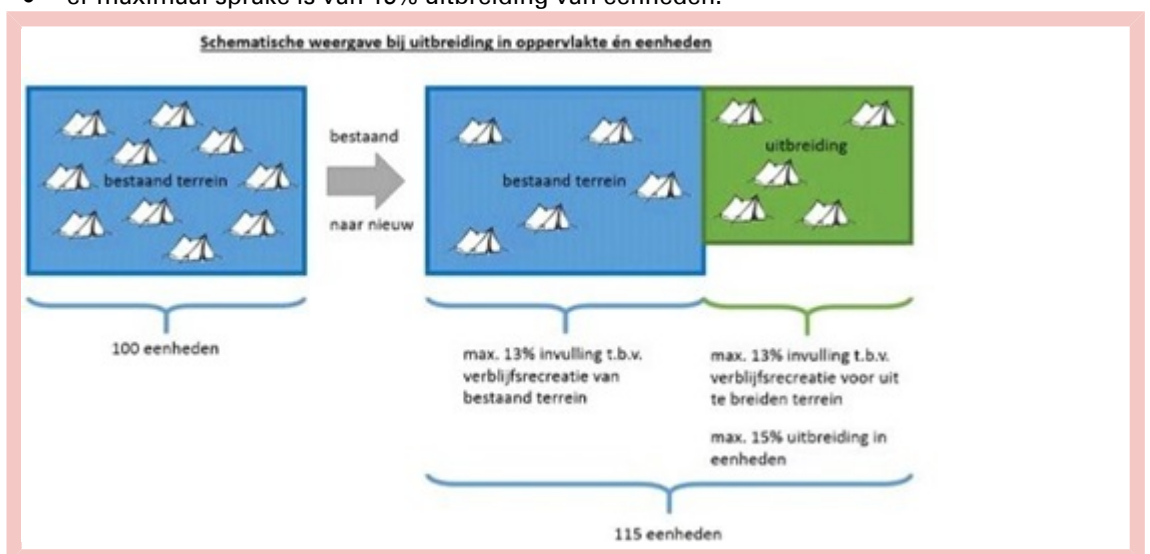 er maximaal sprake is van 15% uitbreiding van eenheden.
Schematische weergave bij uitbreiding in oppervlakte én eenheden
bestaand terrein
bestaand
naar nieuw
bestaand terrein
uitbreiding
100 eenheden
max. 13% invulling t.b.v.
verblijfsrecreatie van
bestaand terrein
max. 13% invulling t.b.v.
verblijfsrecreatie voor uit
te breiden terrein
max. 15% uitbreiding in
eenheden
115 eenheden